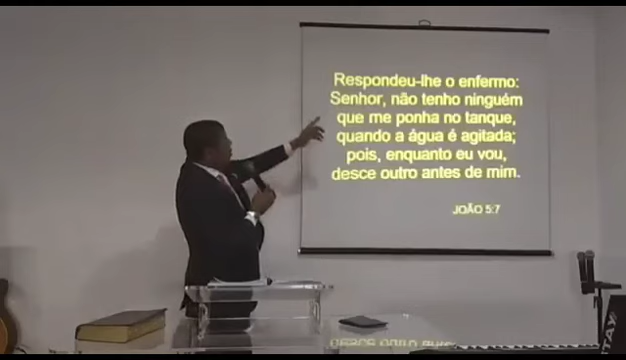 Respondeu-lhe o enfermo:
Senhor, não tenho ninguém
que me ponha no tanque,
quando a água é agitada;
pois, enquanto eu vou,
desce outro antes de mim.
JOÃO 5:7